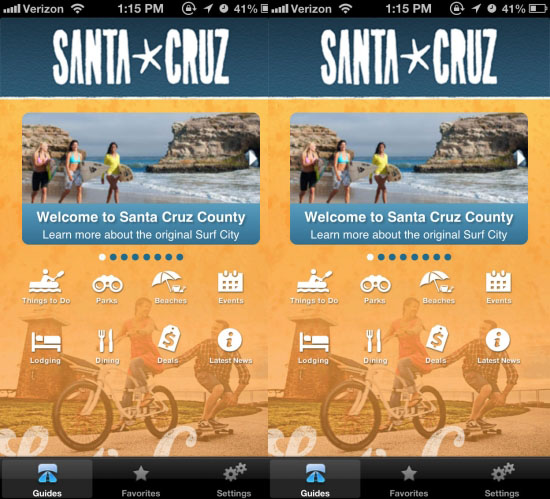 Verizon 1:15 PM 41%
SANTA CRUZ
Welcome to Santa Cruz County
Learn more about the original Surf City
Things to Do Parks Beaches Events
Lodging Dining Deals Latest News
Guides Favorites Settings
Verizon 1:15 PM 41%
SANTA CRUZ
Welcome to Santa Cruz County
Learn more about the original Surf City
Things to Do Parks Beaches Events
Lodging Dining Deals Latest News
Guides Favorites Settings